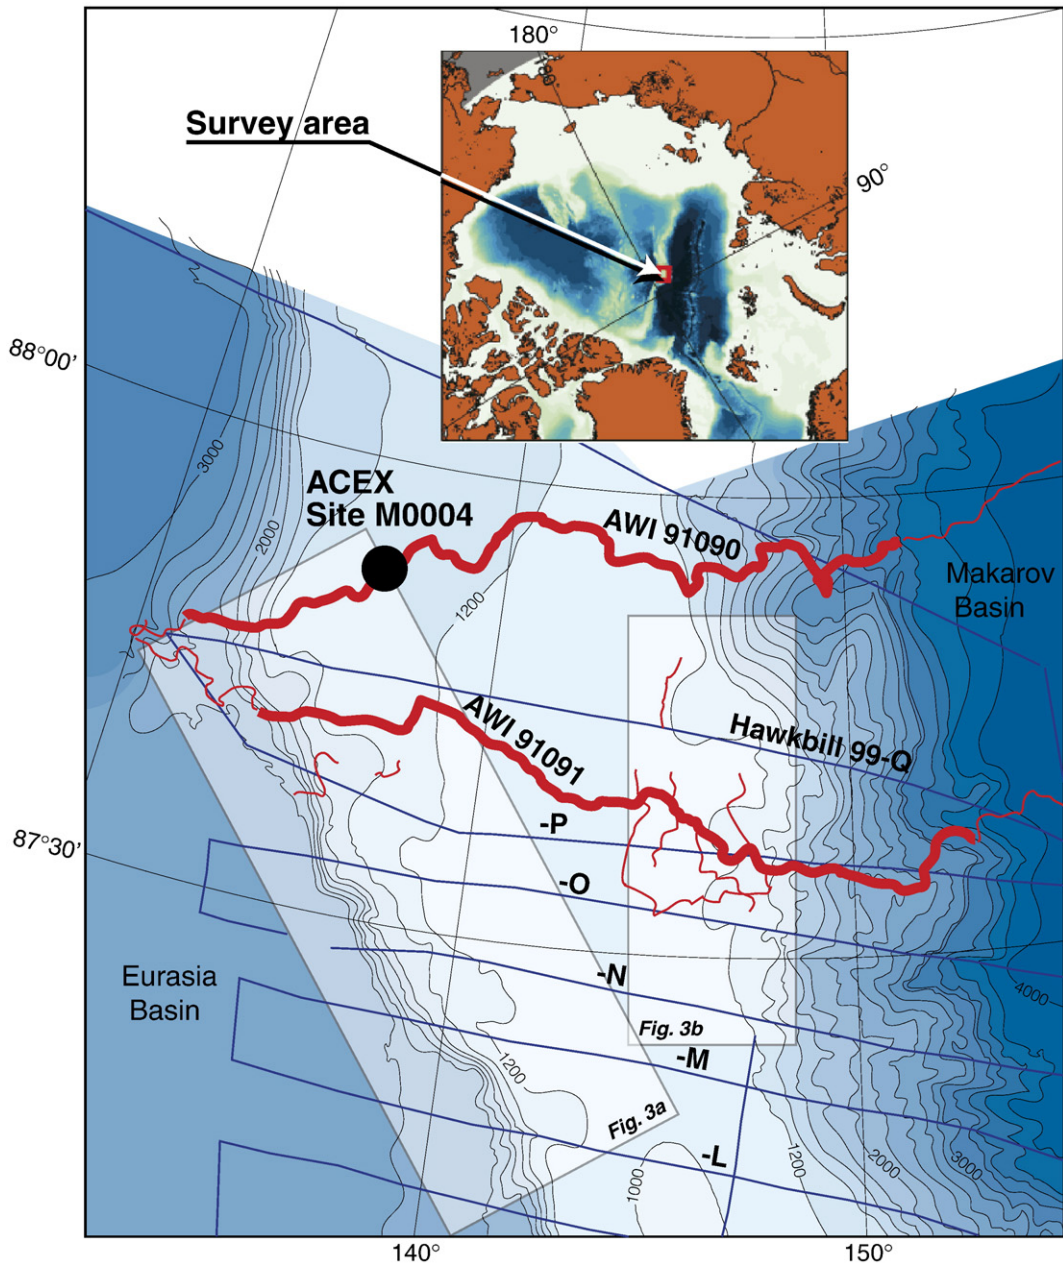 180°
Survey area
90°
88°00'
3000
ACEX
Site M0004
2000
AWI 91090
Makarov
Basin
1200
AWI 91091
Hawkbill 99-Q
87°30'
-P
-O
Eurasia
Basin
-N
4000
Fig. 3b
-M
1200
Fig. 3a
-L
1200
2000
3000
1000
140°
150°